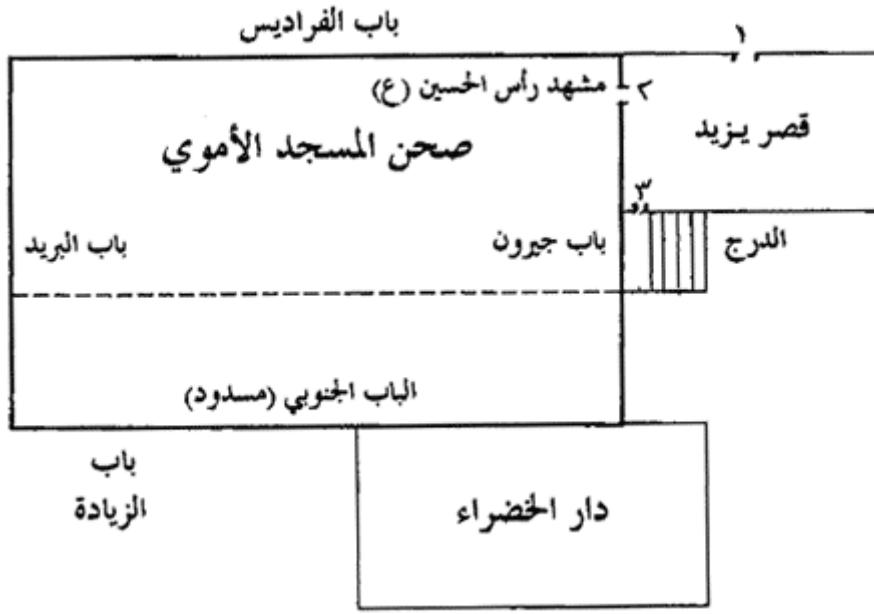 باب الفراديس
١
مشهد رأس الحسين (ع)
٢
قصر يزيد
صحن المسجد الأموي
٣
باب البريد
باب جيرون
الدرج
الباب الجنوبي (مسدود)
باب
الزيادة
دار الخضراء